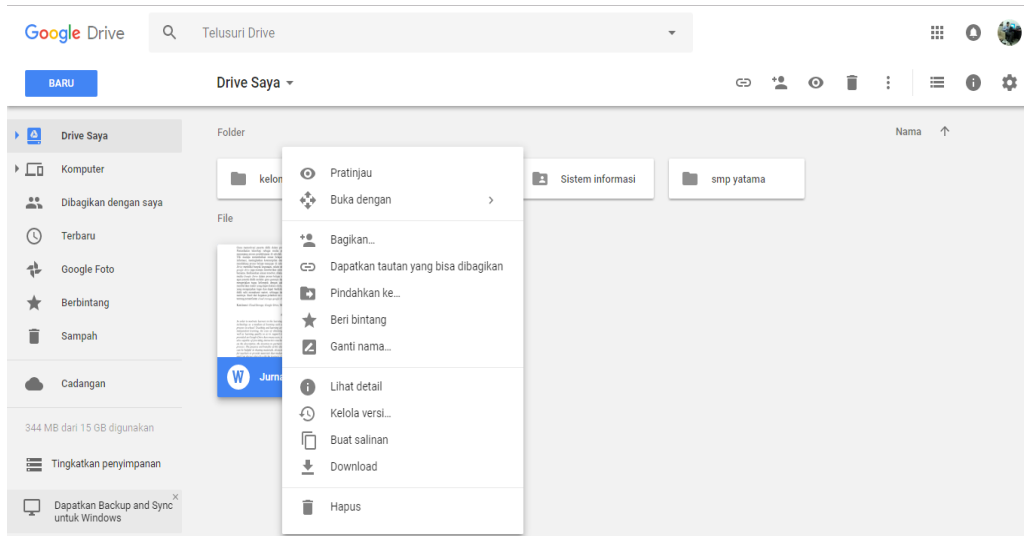 Google Drive
Telusuri Drive
BARU
Drive Saya
Drive Saya
Komputer
Dibagikan dengan saya
Terbaru
Google Foto
Berbintang
Sampah
Cadangan
344 MB dari 15 GB digunakan
Tingkatkan penyimpanan
Dapatkan Backup and Sync
untuk Windows
Folder
Nama
kelom
Sistem informasi
smp yatama
File
W Jurna
Pratinjau
Buka dengan
Bagikan...
Dapatkan tautan yang bisa dibagikan
Pindahkan ke...
Beri bintang
Ganti nama...
Lihat detail
Kelola versi...
Buat salinan
Download
Hapus